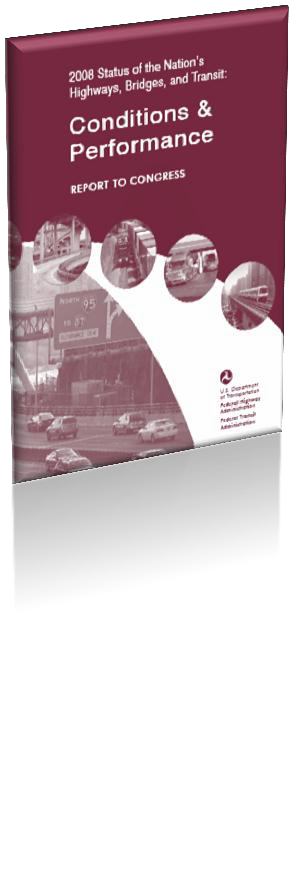 2008 Status of the Nation's
Highways, Bridges, and Transit:
Conditions &
Performance
REPORT TO CONGRESS
NORTH 95
U.S. Department
of Transportation
Federal Highway
Administration
Federal Transit
Administration